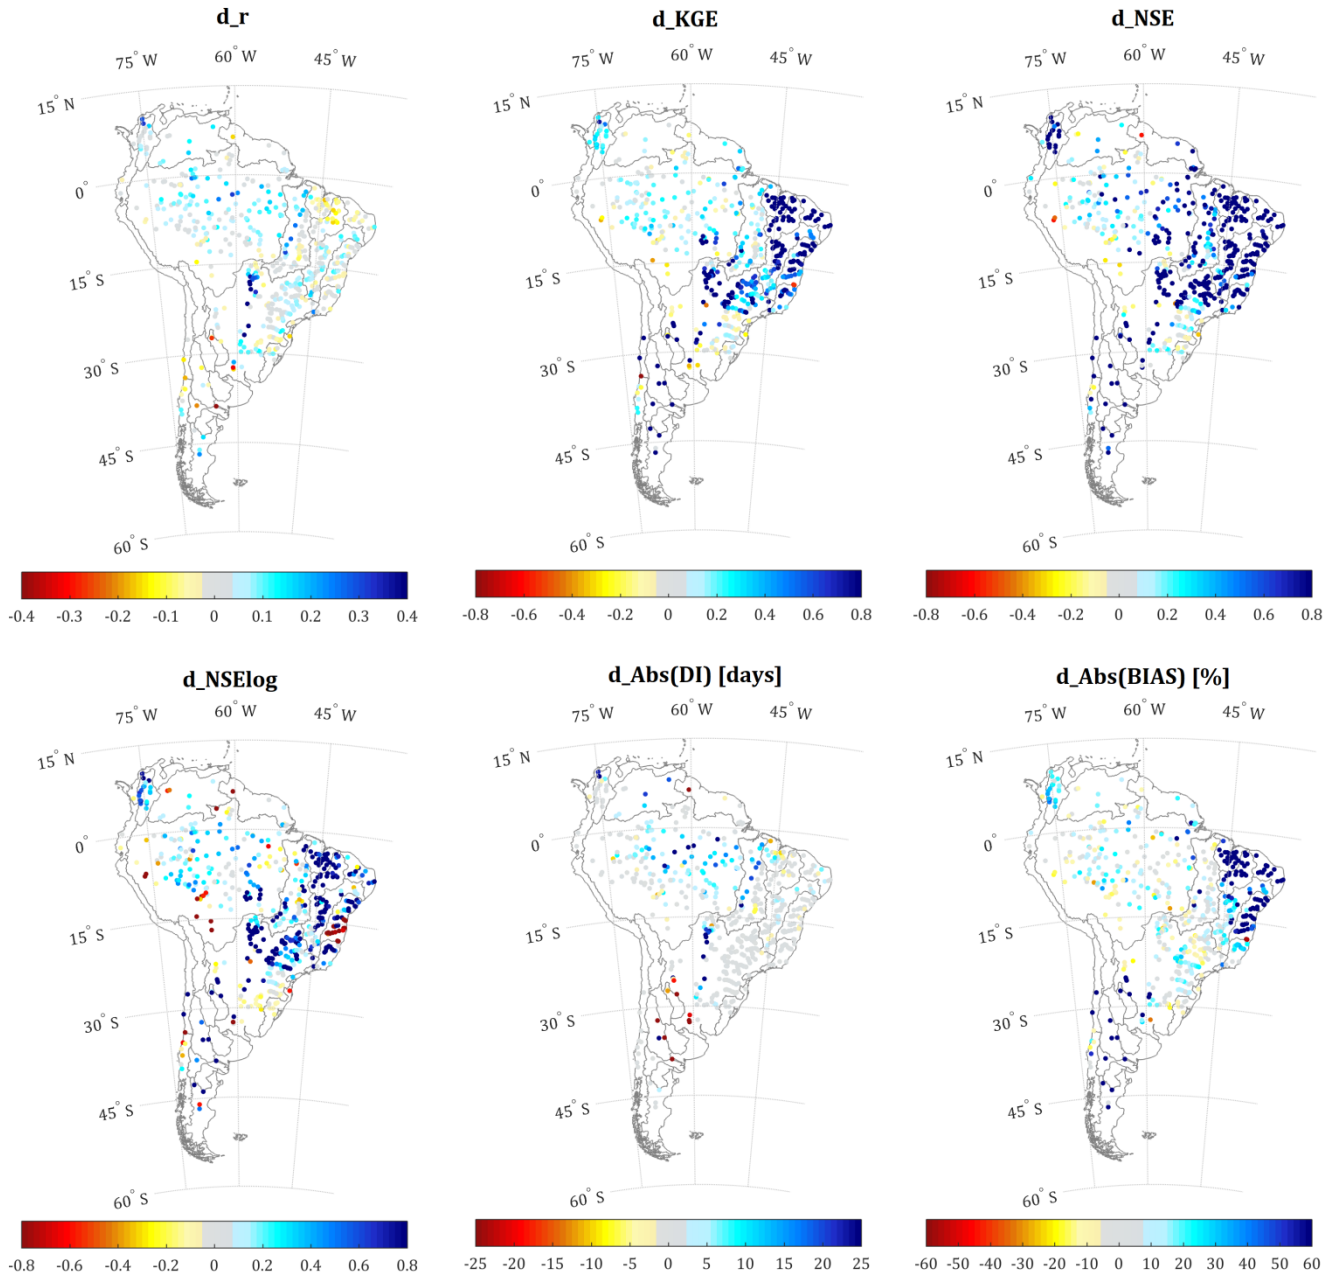 d_r
75° W 60° W 45° W
15° N
0°
15° S
30° S
45° S
60° S
-0.4 -0.3 -0.2 -0.1 0 0.1 0.2 0.3 0.4
d_KGE
75° W 60° W 45° W
15° N
0°
15° S
30° S
45° S
60° S
-0.8 -0.6 -0.4 -0.2 0 0.2 0.4 0.6 0.8
d_NSE
75° W 60° W 45° W
15° N
0°
15° S
30° S
45° S
60° S
-0.8 -0.6 -0.4 -0.2 0 0.2 0.4 0.6 0.8
d_NSElog
75° W 60° W 45° W
15° N
0°
15° S
30° S
45° S
60° S
-0.8 -0.6 -0.4 -0.2 0 0.2 0.4 0.6 0.8
d_Abs(DI) [days]
75° W 60° W 45° W
15° N
0°
15° S
30° S
45° S
60° S
-25 -20 -15 -10 -5 0 5 10 15 20 25
d_Abs(BIAS) [%]
75° W 60° W 45° W
15° N
0°
15° S
30° S
45° S
60° S
-60 -50 -40 -30 -20 -10 0 10 20 30 40 50 60